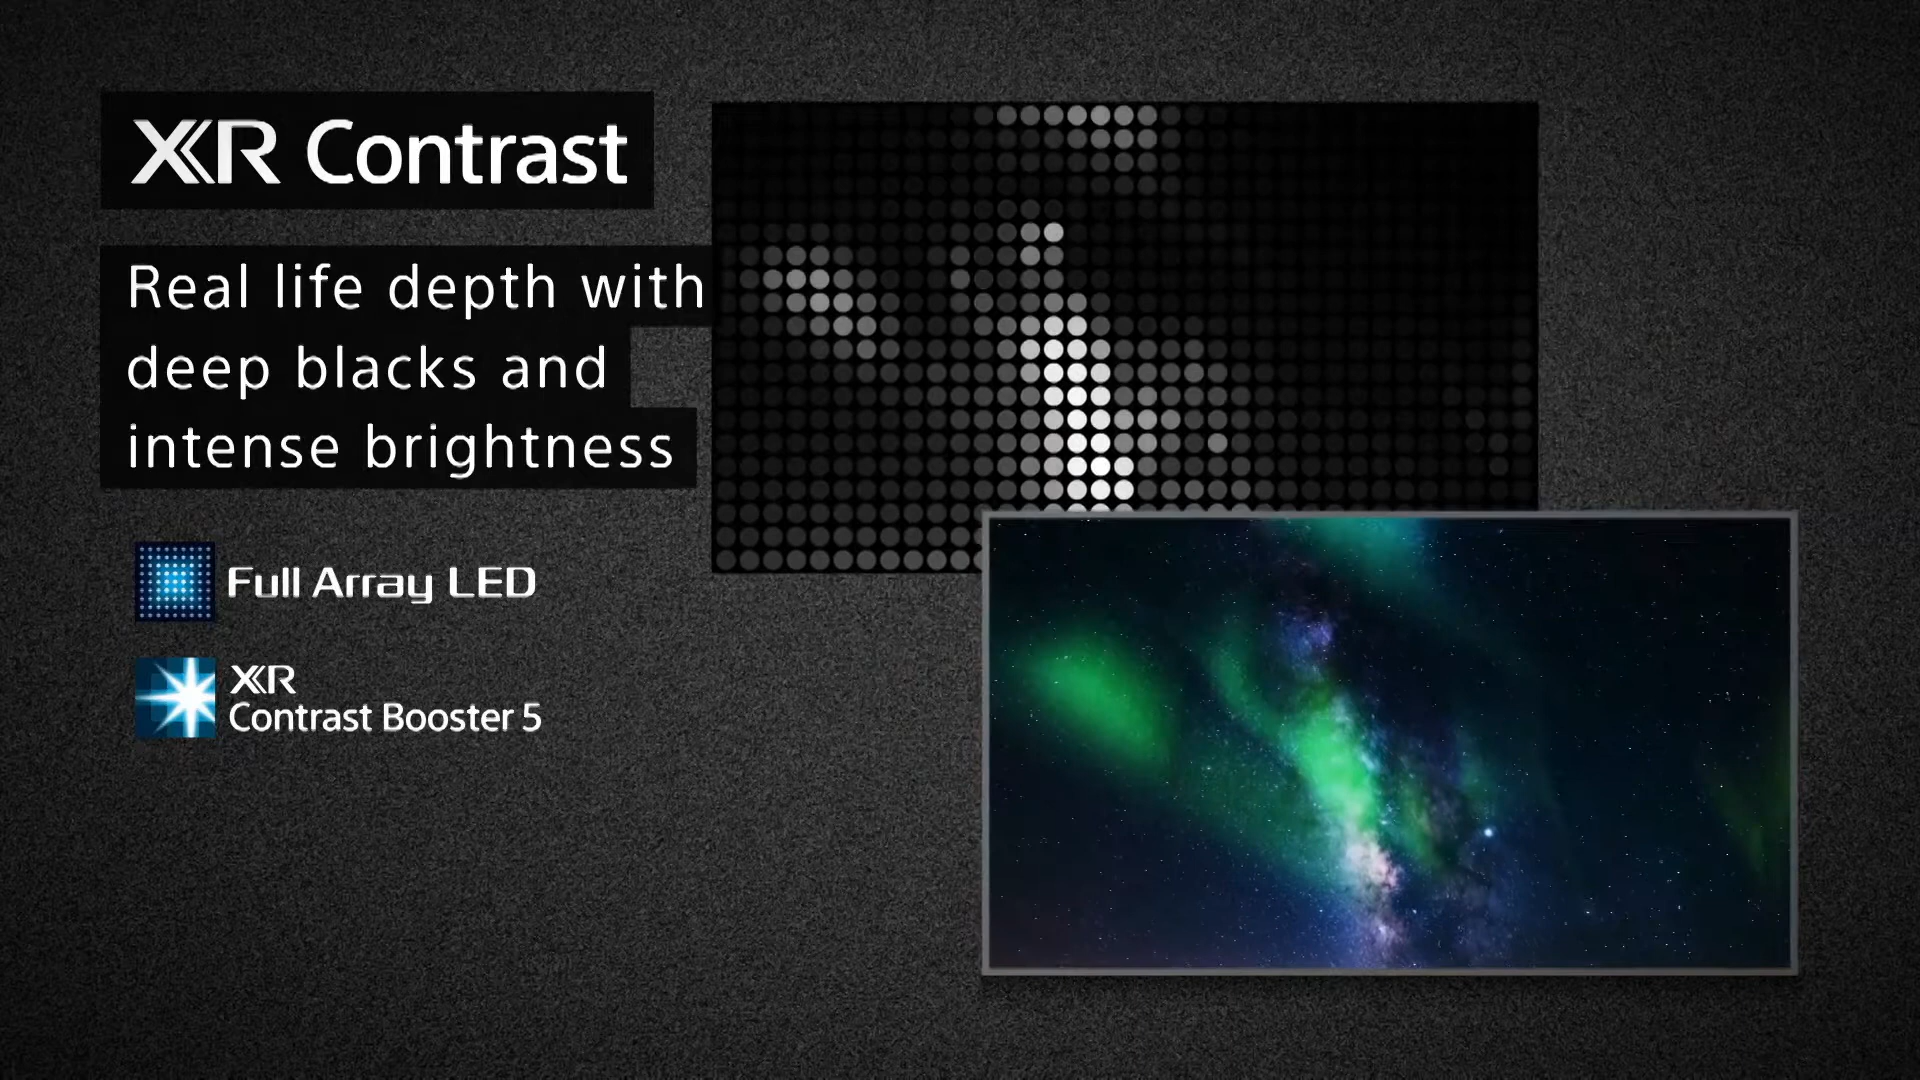 XR Contrast
Real life depth with
deep blacks and
intense brightness
Full Array LED
XR
Contrast Booster 5